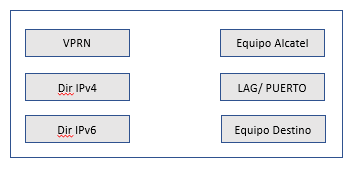 VPRN
Equipo Alcatel
Dir IPv4
LAG/ PUERTO
Dir IPv6
Equipo Destino